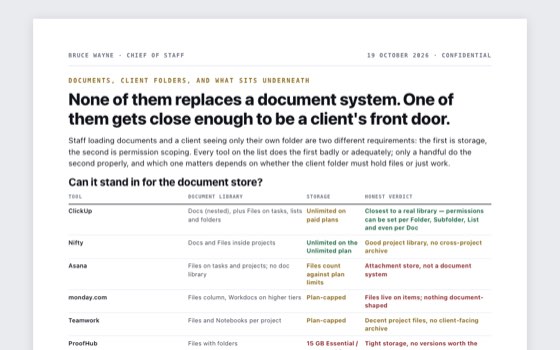 BRUCE WAYNE · CHIEF OF STAFF
19 OCTOBER 2026 · CONFIDENTIAL
DOCUMENTS, CLIENT FOLDERS, AND WHAT SITS UNDERNEATH
None of them replaces a document system. One of
them gets close enough to be a client's front door.
Staff loading documents and a client seeing only their own folder are two different requirements: the first is storage,
the second is permission scoping. Every tool on the list does the first badly or adequately; only a handful do the
second properly, and which one matters depends on whether the client folder must hold files or just work.
Can it stand in for the document store?
TOOL DOCUMENT LIBRARY STORAGE HONEST VERDICT
ClickUp Docs (nested), plus Files on tasks, lists Unlimited on Closest to a real library — permissions
and folders paid plans can be set per Folder, Subfolder, List
and even per Doc
Nifty Docs and Files inside projects Unlimited on the Good project library, no cross-project
Unlimited plan archive
Asana Files on tasks and projects; no doc Files count Attachment store, not a document
library against plan system
limits
monday.com Files column, Workdocs on higher tiers Plan-capped Files live on items; nothing document-
shaped
Teamwork Files and Notebooks per project Plan-capped Decent project files, no client-facing
archive
ProofHub Files with folders 15 GB Essential / Tight storage, no versions worth the